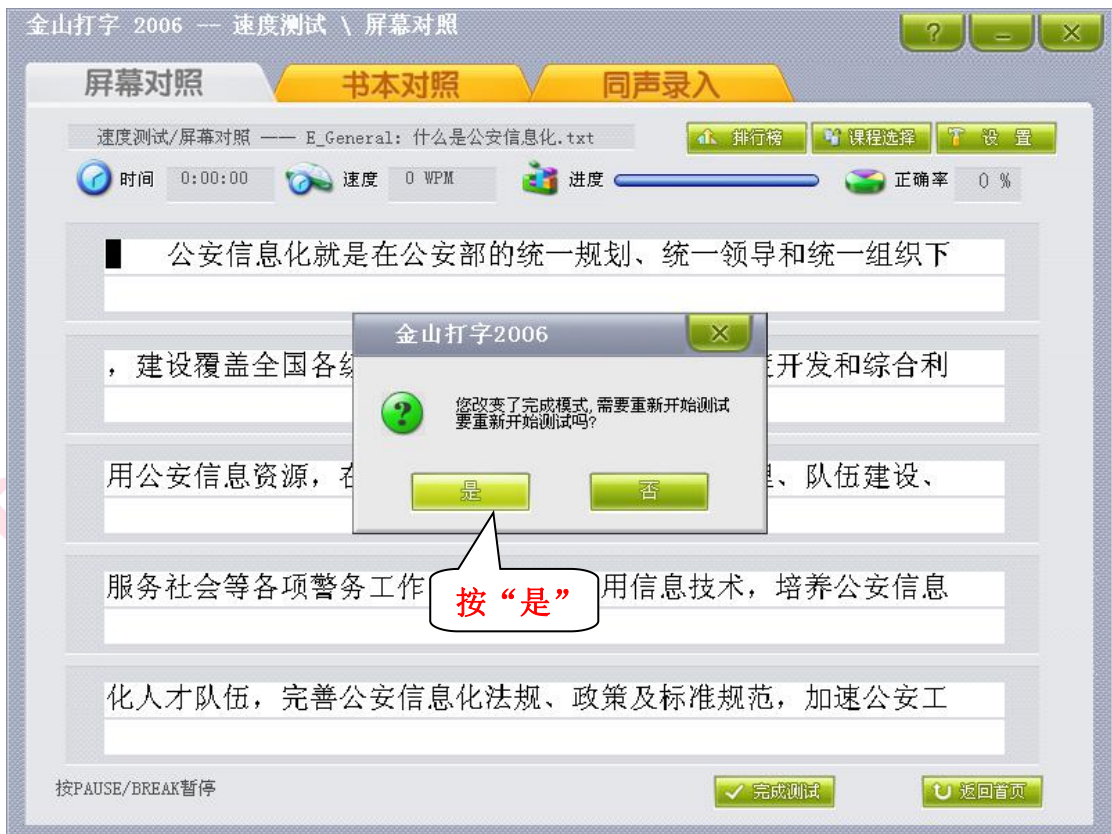 金山打字 2006 -- 速度测试 \ 屏幕对照
屏幕对照 书本对照 同声录入
速度测试/屏幕对照 —— E_General: 什么是公安信息化.txt 排行榜 课程选择 设 置
时间 0:00:00 速度 0 WPM 进度 正确率 0 %
公安信息化就是在公安部的统一规划、统一领导和统一组织下
金山打字2006
，建设覆盖全国各 开发和综合利
您改变了完成模式,需要重新开始测试
要重新开始测试吗?
用公安信息资源， 、队伍建设、
是 否
服务社会等各项警务工作 用信息技术，培养公安信息
按“是”
化人才队伍，完善公安信息化法规、政策及标准规范，加速公安工
按PAUSE/BREAK暂停 完成测试 返回首页